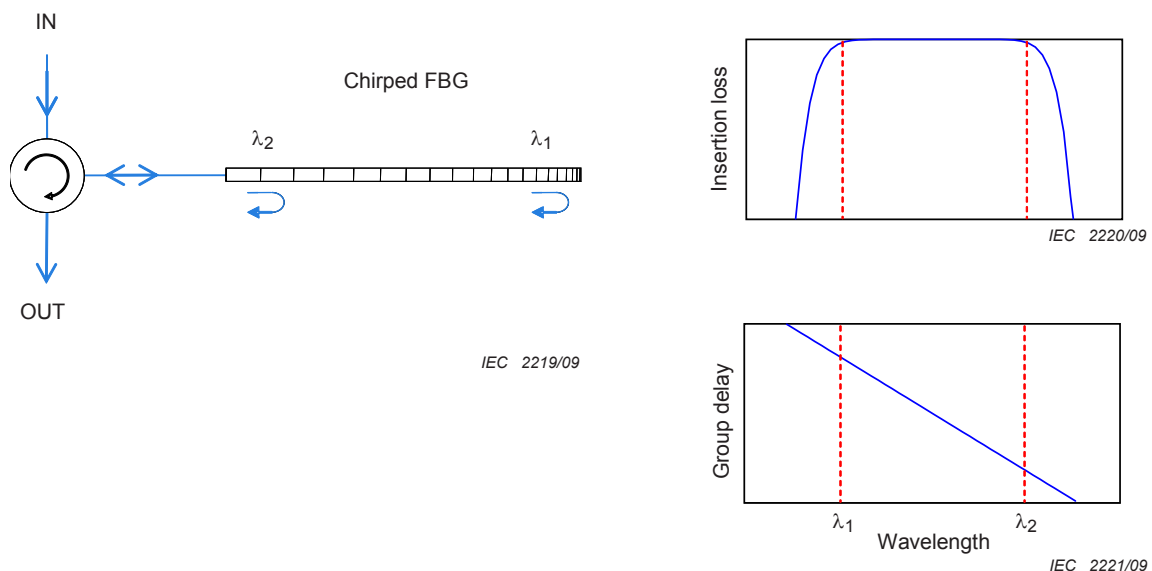 IN
Chirped FBG
λ2
λ1
OUT
IEC 2219/09
Insertion loss
IEC 2220/09
Group delay
λ1
λ2
Wavelength
IEC 2221/09